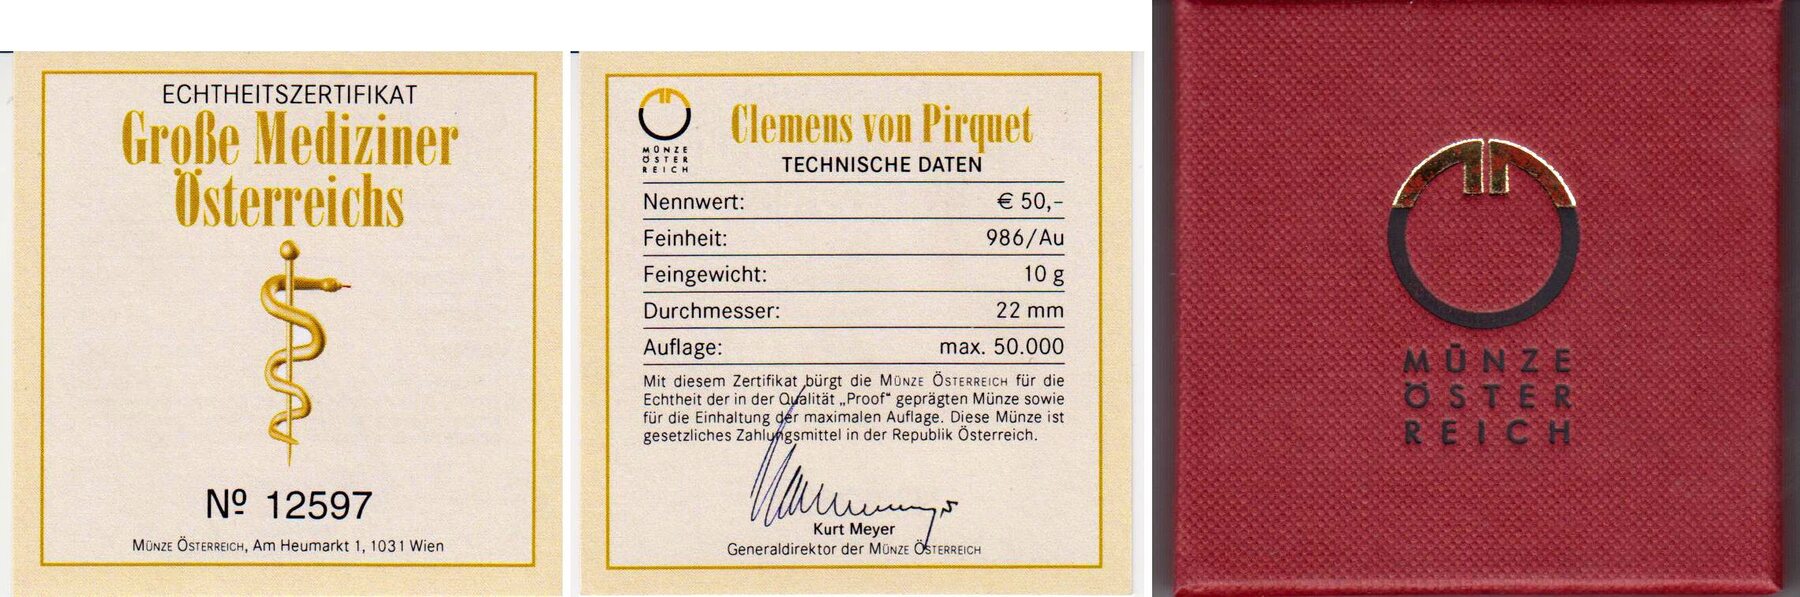 ECHTHEITSZERTIFIKAT
Große Mediziner
Österreichs
Nº 12597
MÜNZE ÖSTERREICH, Am Heumarkt 1, 1031 Wien
MÜNZE
ÖSTER
REICH
Clemens von Pirquet
TECHNISCHE DATEN
Nennwert: € 50,–
Feinheit: 986/Au
Feingewicht: 10 g
Durchmesser: 22 mm
Auflage: max. 50.000
Mit diesem Zertifikat bürgt die MÜNZE ÖSTERREICH für die
Echtheit der in der Qualität „Proof“ geprägten Münze sowie
für die Einhaltung der maximalen Auflage. Diese Münze ist
gesetzliches Zahlungsmittel in der Republik Österreich.
Kurt Meyer
Generaldirektor der MÜNZE ÖSTERREICH
MÜNZE
ÖSTER
REICH